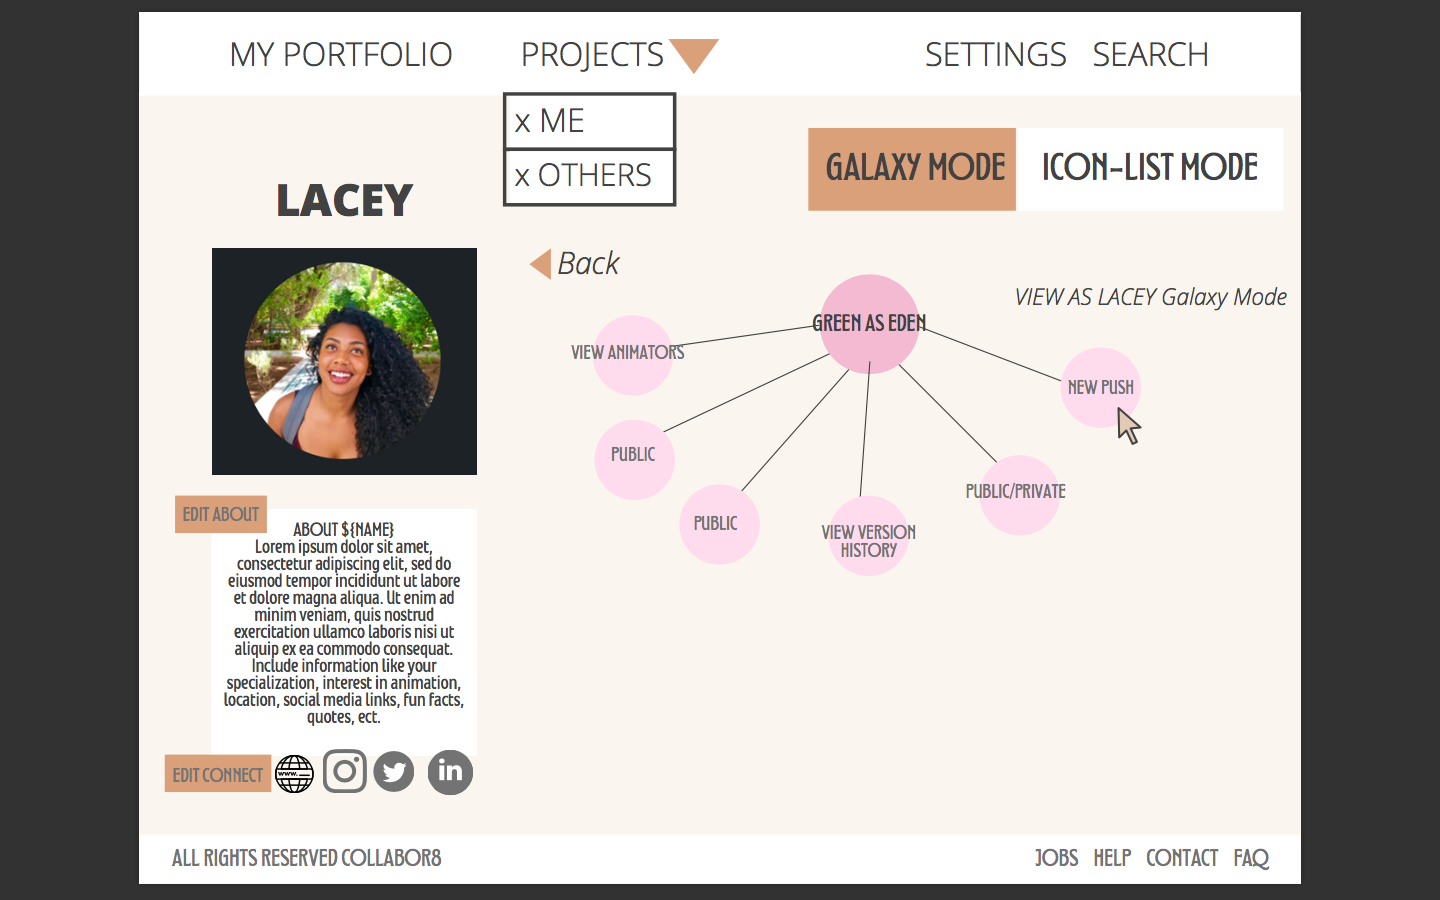 MY PORTFOLIO
PROJECTS
SETTINGS
SEARCH
x ME
x OTHERS
GALAXY MODE
ICON-LIST MODE
LACEY
Back
VIEW AS LACEY Galaxy Mode
GREEN AS EDEN
VIEW ANIMATORS
NEW PUSH
PUBLIC
PUBLIC/PRIVATE
PUBLIC
VIEW VERSION
HISTORY
EDIT ABOUT
ABOUT ${NAME}
Lorem ipsum dolor sit amet,
consectetur adipiscing elit, sed do
eiusmod tempor incididunt ut labore
et dolore magna aliqua. Ut enim ad
minim veniam, quis nostrud
exercitation ullamco laboris nisi ut
aliquip ex ea commodo consequat.
Include information like your
specialization, interest in animation,
location, social media links, fun facts,
quotes, ect.
EDIT CONNECT
www.
in
ALL RIGHTS RESERVED COLLABOR8
JOBS
HELP
CONTACT
FAQ